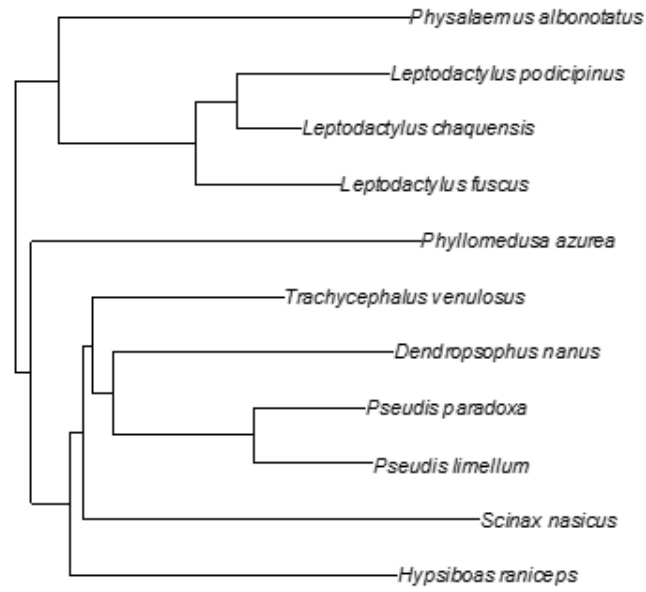 Physalaemus albonotatus
Leptodactylus podicipinus
Leptodactylus chaquensis
Leptodactylus fuscus
Phyllomedusa azurea
Trachycephalus venulosus
Dendropsophus nanus
Pseudis paradoxa
Pseudis limellum
Scinax nasicus
Hypsiboas raniceps